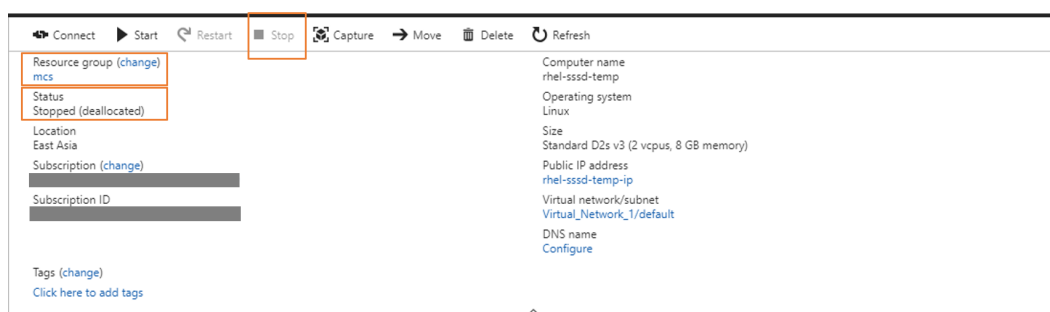 Connect Start Restart Stop Capture Move Delete Refresh
Resource group (change)
mcs
Status
Stopped (deallocated)
Location
East Asia
Subscription (change)
Subscription ID
Tags (change)
Click here to add tags
Computer name
rhel-sssd-temp
Operating system
Linux
Size
Standard D2s v3 (2 vcpus, 8 GB memory)
Public IP address
rhel-sssd-temp-ip
Virtual network/subnet
Virtual_Network_1/default
DNS name
Configure